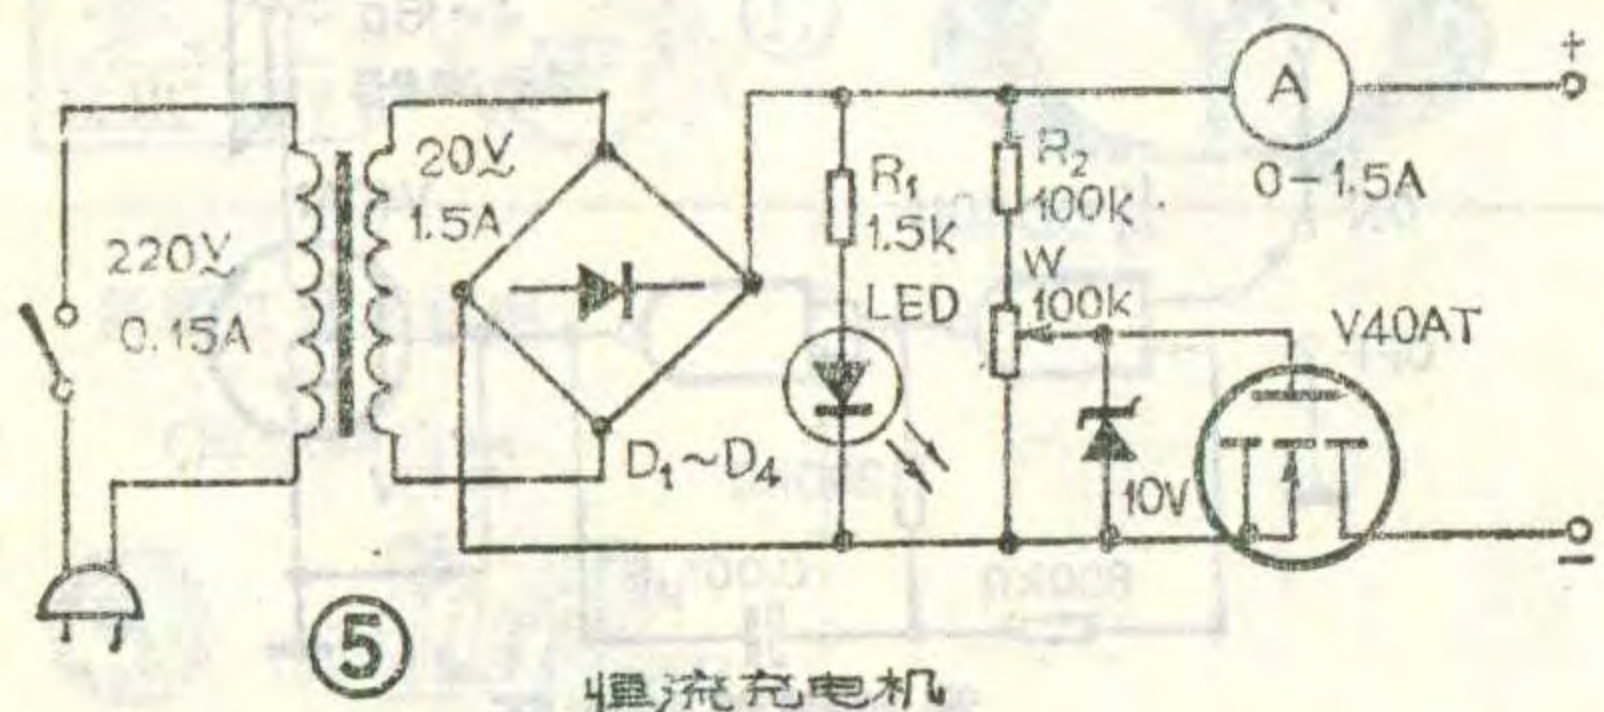 220V
0.15A
20V
1.5A
D₁~D₄
R₁
1.5k
LED
R₂
100k
W
100k
10V
A
0-1.5A
V40AT
+
−
⑤
恒流充电机